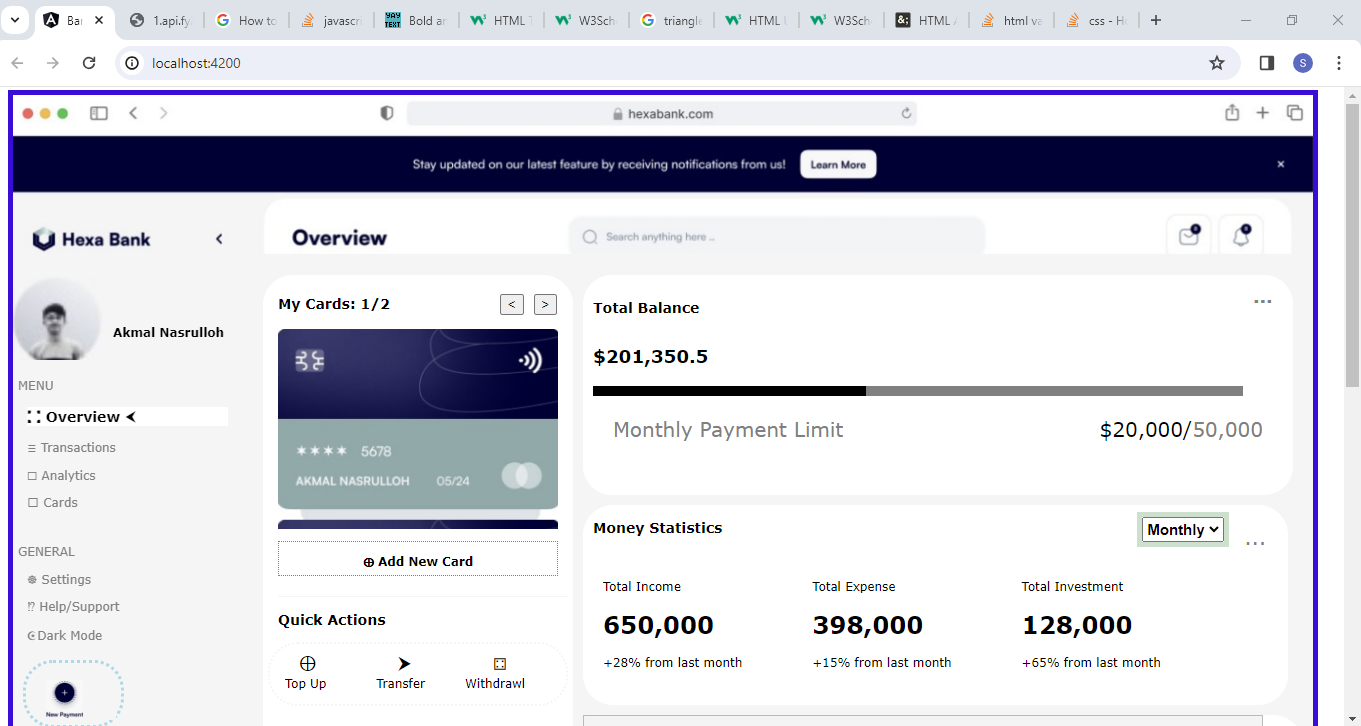 Ba
1.api.fy
How to
javascr
YAY TEXT
Bold an
HTML T
W3Sch
triangle
HTML U
W3Sch
HTML A
html va
css - H
localhost:4200
S
hexabank.com
Stay updated on our latest feature by receiving notifications from us!
Learn More
Hexa Bank
Overview
Search anything here ...
Akmal Nasrulloh
MENU
Overview
Transactions
Analytics
Cards
GENERAL
Settings
Help/Support
Dark Mode
New Payment
My Cards: 1/2
< >
**** 5678
AKMAL NASRULLOH 05/24
⊕ Add New Card
Quick Actions
Top Up Transfer Withdrawl
Total Balance
...
$201,350.5
Monthly Payment Limit $20,000/50,000
Money Statistics
Monthly
...
Total Income Total Expense Total Investment
650,000 398,000 128,000
+28% from last month +15% from last month +65% from last month